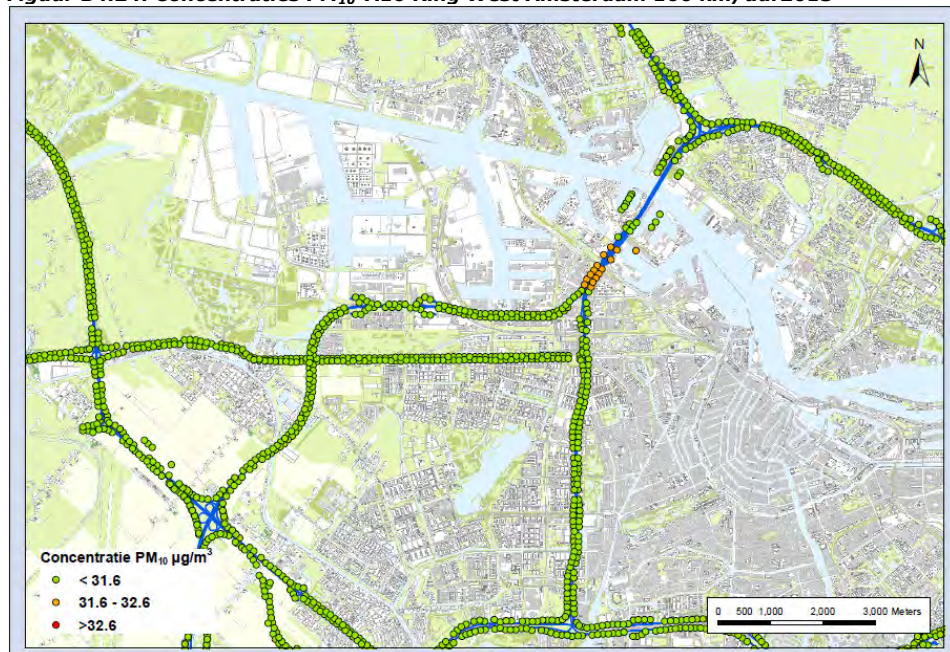 N
Concentratie PM₁₀ µg/m³
< 31.6
31.6 - 32.6
>32.6
0 500 1,000 2,000 3,000 Meters